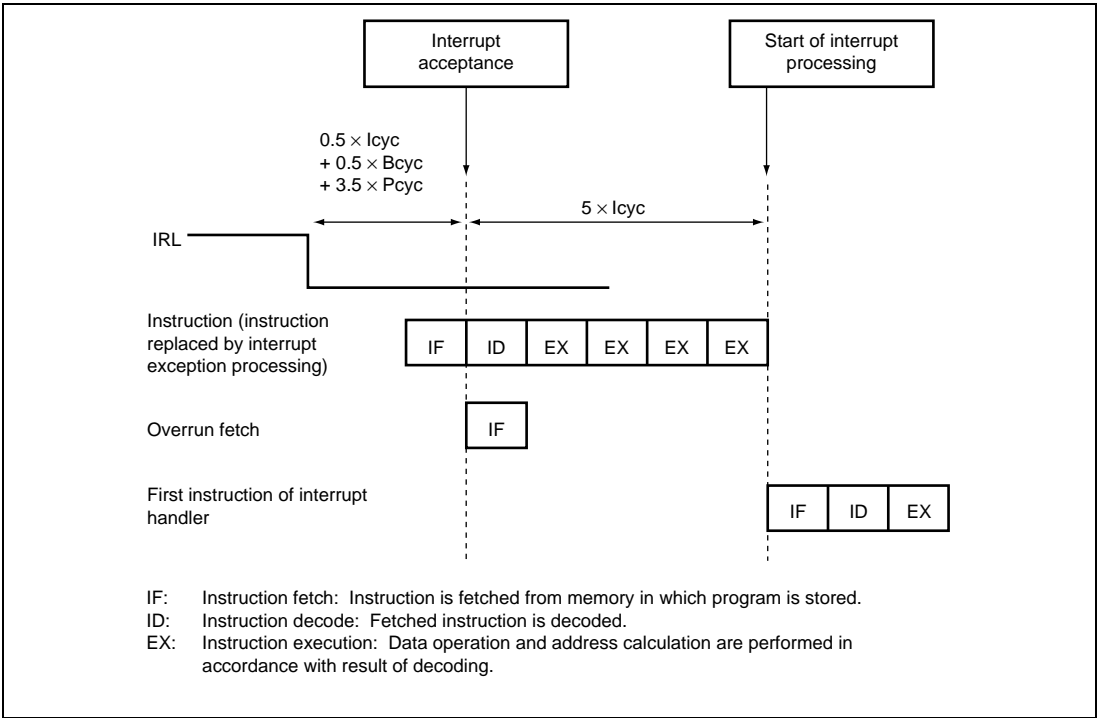 Interrupt
acceptance
Start of interrupt
processing
0.5 × Icyc
+ 0.5 × Bcyc
+ 3.5 × Pcyc
5 × Icyc
IRL
Instruction (instruction
replaced by interrupt
exception processing)
IF ID EX EX EX EX
Overrun fetch
IF
First instruction of interrupt
handler
IF ID EX
IF: Instruction fetch: Instruction is fetched from memory in which program is stored.
ID: Instruction decode: Fetched instruction is decoded.
EX: Instruction execution: Data operation and address calculation are performed in
accordance with result of decoding.